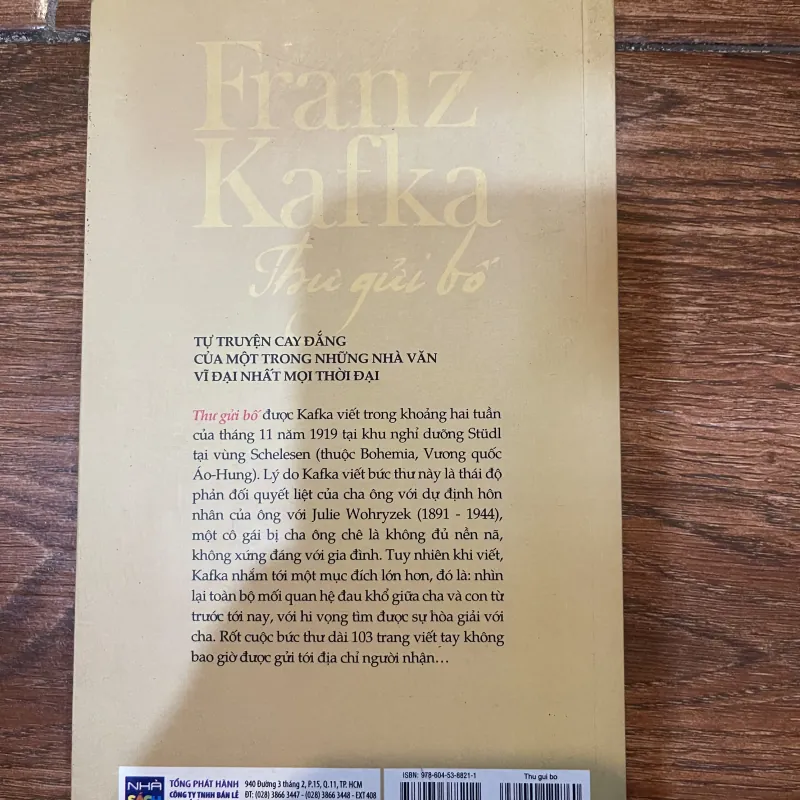 Franz
Kafka
Thư gửi bố
TỰ TRUYỆN CAY ĐẮNG
CỦA MỘT TRONG NHỮNG NHÀ VĂN
VĨ ĐẠI NHẤT MỌI THỜI ĐẠI
Thư gửi bố được Kafka viết trong khoảng hai tuần
của tháng 11 năm 1919 tại khu nghỉ dưỡng Stüdl
tại vùng Schelesen (thuộc Bohemia, Vương quốc
Áo-Hung). Lý do Kafka viết bức thư này là thái độ
phản đối quyết liệt của cha ông với dự định hôn
nhân của ông với Julie Wohryzek (1891 - 1944),
một cô gái bị cha ông chê là không đủ nền nã,
không xứng đáng với gia đình. Tuy nhiên khi viết,
Kafka nhắm tới một mục đích lớn hơn, đó là: nhìn
lại toàn bộ mối quan hệ đau khổ giữa cha và con từ
trước tới nay, với hi vọng tìm được sự hòa giải với
cha. Rốt cuộc bức thư dài 103 trang viết tay không
bao giờ được gửi tới địa chỉ người nhận…
NHÀ
SÁCH
TỔNG PHÁT HÀNH
CÔNG TY TNHH BÁN LẺ
940 Đường 3 tháng 2, P.15, Q.11, TP. HCM
ĐT: (028) 3866 3447 - (028) 3866 3448 - EXT 408
ISBN: 978-604-53-8821-1
Thu gui bo